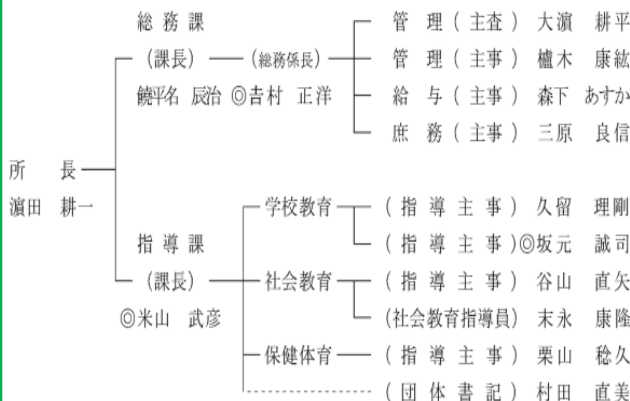 総務課
管理(主査) 大濵 耕平
(課長) (総務係長) 管理(主事) 櫨木 康紘
饒平名 辰治 ◎𠮷村 正洋 給与(主事) 森下 あすか
庶務(主事) 三原 良信
所長
濵田 耕一
学校教育 (指導主事) 久留 理剛
指導課 (指導主事)◎坂元 誠司
(課長) 社会教育 (指導主事) 谷山 直矢
◎米山 武彦 (社会教育指導員) 末永 康隆
保健体育 (指導主事) 栗山 稔久
(団体書記) 村田 直美